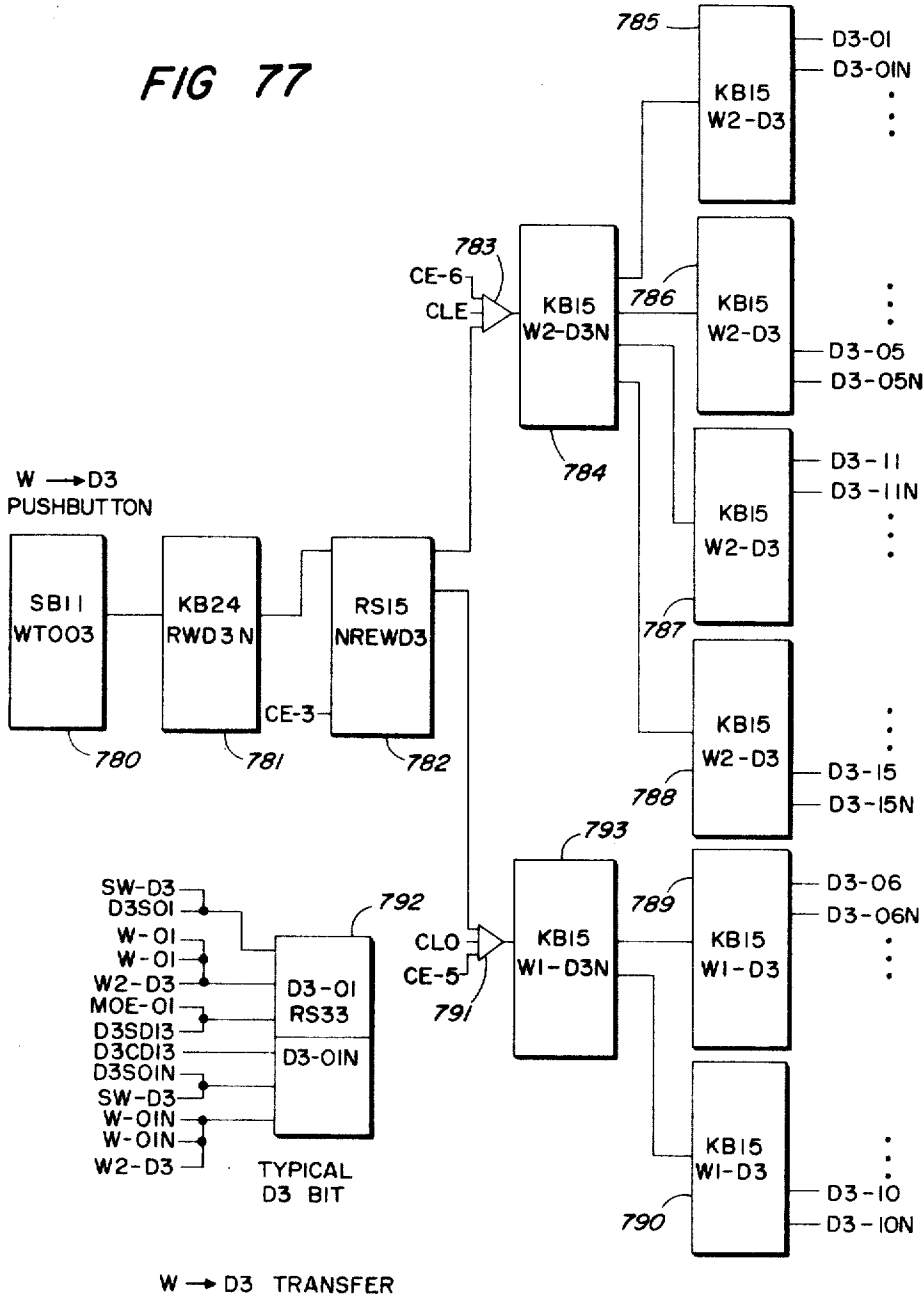 FIG 77
785
KB15
W2-D3
D3-01
D3-01N
783
CE-6
CLE
KB15
W2-D3N
784
786
KB15
W2-D3
D3-05
D3-05N
KB15
W2-D3
787
D3-11
D3-11N
KB15
W2-D3
788
D3-15
D3-15N
W → D3
PUSHBUTTON
SB11
WTOO3
780
KB24
RWD3N
781
RS15
NREWD3
CE-3
782
793
CLO
CE-5
791
KB15
W1-D3N
789
KB15
W1-D3
D3-06
D3-06N
KB15
W1-D3
790
D3-10
D3-10N
SW-D3
D3S01
W-01
W-01
W2-D3
MOE-01
D3SD13
D3CD13
D3S01N
SW-D3
W-01N
W-01N
W2-D3
792
D3-01
RS33
D3-01N
TYPICAL
D3 BIT
W → D3 TRANSFER